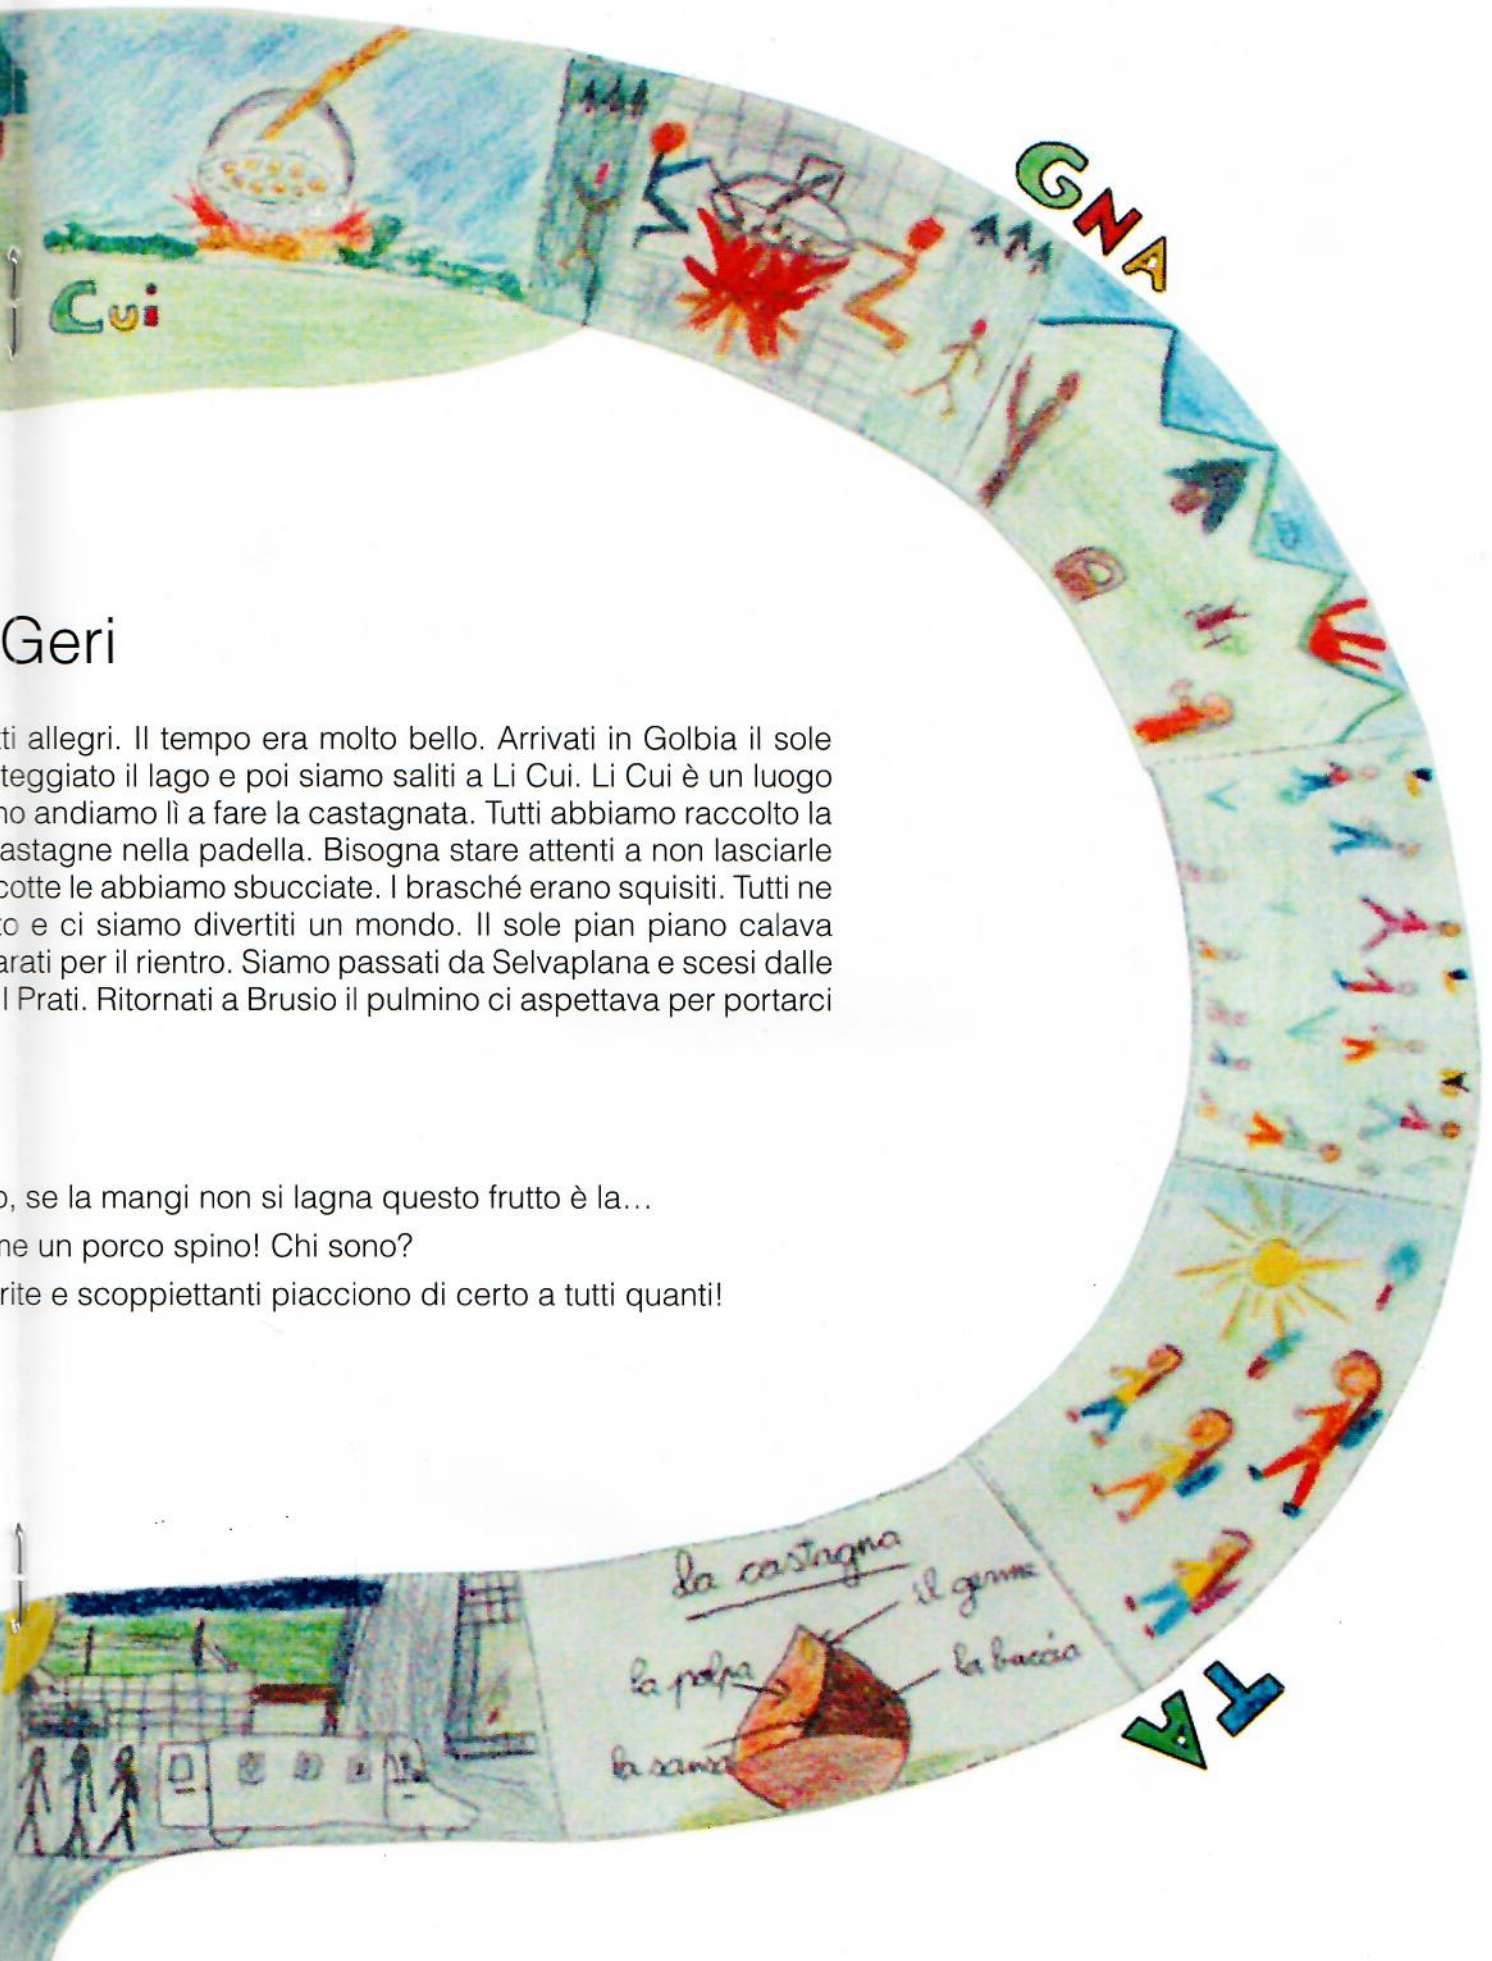 Cui
GNA
Geri
ti allegri. Il tempo era molto bello. Arrivati in Golbia il sole
teggiato il lago e poi siamo saliti a Li Cui. Li Cui è un luogo
no andiamo lì a fare la castagnata. Tutti abbiamo raccolto la
astagne nella padella. Bisogna stare attenti a non lasciarle
cotte le abbiamo sbucciate. I brasché erano squisiti. Tutti ne
to e ci siamo divertiti un mondo. Il sole pian piano calava
arati per il rientro. Siamo passati da Selvaplana e scesi dalle
I Prati. Ritornati a Brusio il pulmino ci aspettava per portarci
o, se la mangi non si lagna questo frutto è la...
ne un porco spino! Chi sono?
rite e scoppiettanti piacciono di certo a tutti quanti!
la castagna
il germe
la polpa
la buccia
la sansa
TA